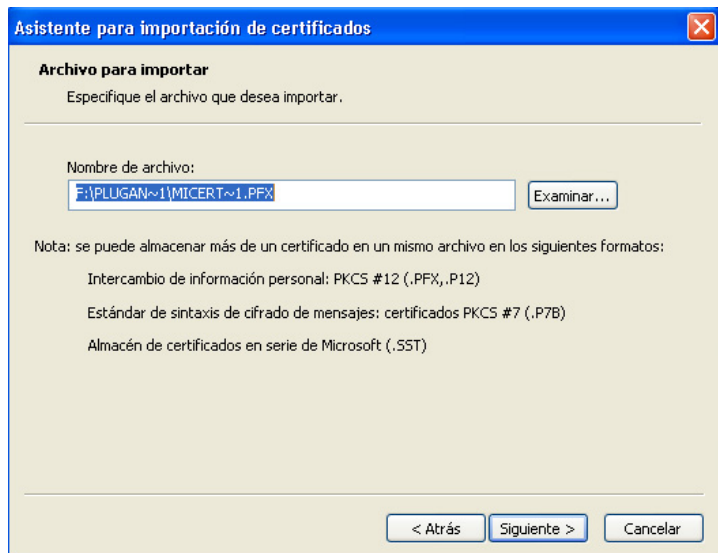 Asistente para importación de certificados
Archivo para importar
Especifique el archivo que desea importar.
Nombre de archivo:
F:\PLUGAN~1\MICERT~1.PFX
Examinar...
Nota: se puede almacenar más de un certificado en un mismo archivo en los siguientes formatos:
Intercambio de información personal: PKCS #12 (.PFX,.P12)
Estándar de sintaxis de cifrado de mensajes: certificados PKCS #7 (.P7B)
Almacén de certificados en serie de Microsoft (.SST)
< Atrás Siguiente > Cancelar